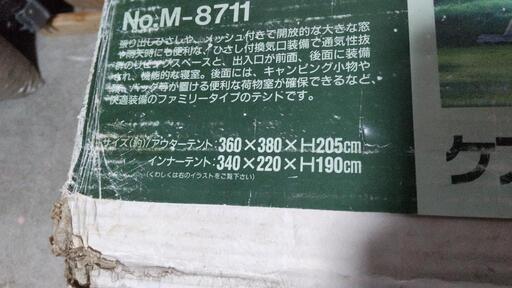 No.M-8711
張り出しひさしや、メッシュ付きで開放的な大きな窓
雨天時にも便利な!ひさし付換気口装備で通気性抜
群のリビングスペースと、出入口が前面、後面に装備
され、機能的な寝室。後面には、キャンピング小物や
靴、バッグ等が置ける便利な荷物室が確保できるなど、
快適装備のファミリータイプのテントです。
サイズ(約)/アウターテント:360×380×H205cm
インナーテント:340×220×H190cm
(くわしくは右のイラストをご覧下さい)
ケ